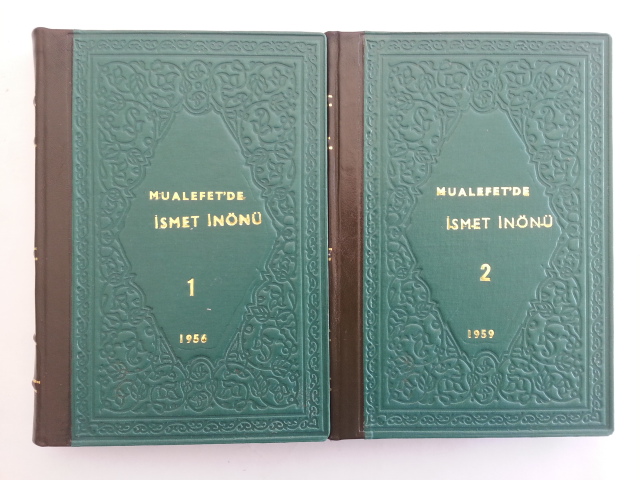 MUALEFET'DE
İSMET İNÖNÜ
1
1956
MUALEFET'DE
İSMET İNÖNÜ
2
1959